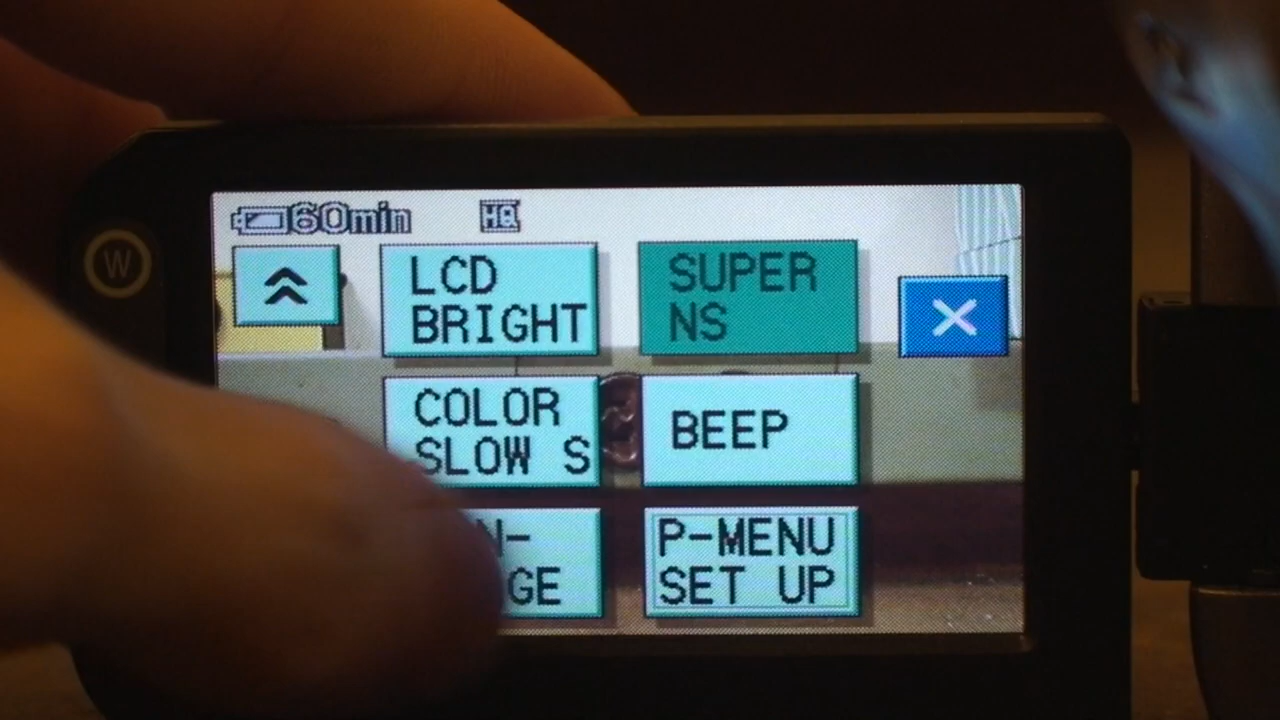 60min
HQ
W
LCD
BRIGHT
SUPER
NS
COLOR
SLOW S
BEEP
P-MENU
SET UP